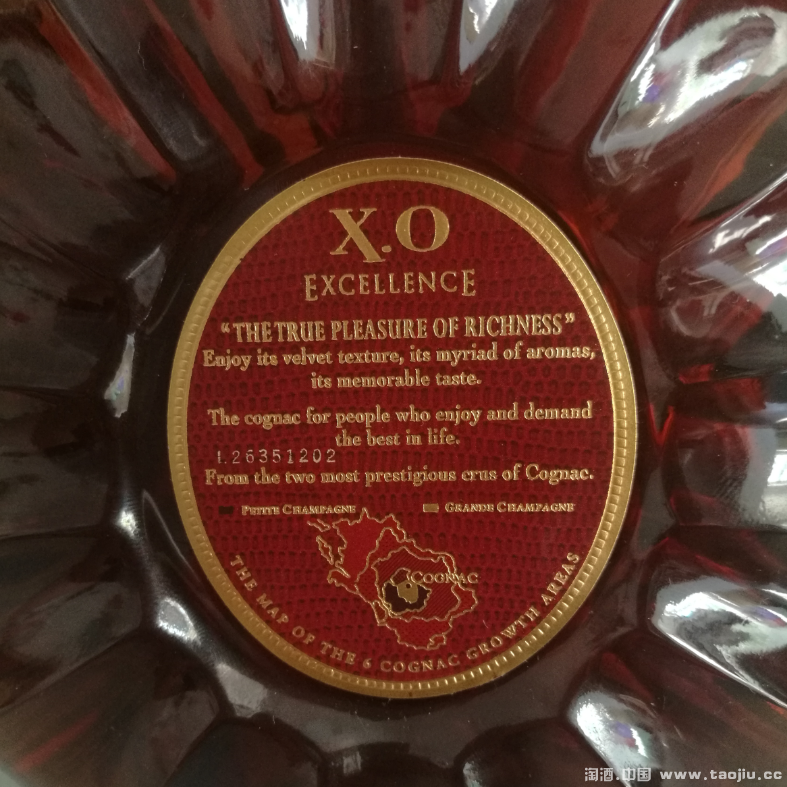 X.O
EXCELLENCE
“THE TRUE PLEASURE OF RICHNESS”
Enjoy its velvet texture, its myriad of aromas,
its memorable taste.
The cognac for people who enjoy and demand
the best in life.
L26351202
From the two most prestigious crus of Cognac.
PETITE CHAMPAGNE GRANDE CHAMPAGNE
COGNAC
THE MAP OF THE 6 COGNAC GROWTH AREAS
淘酒.中国 www.taojiu.cc